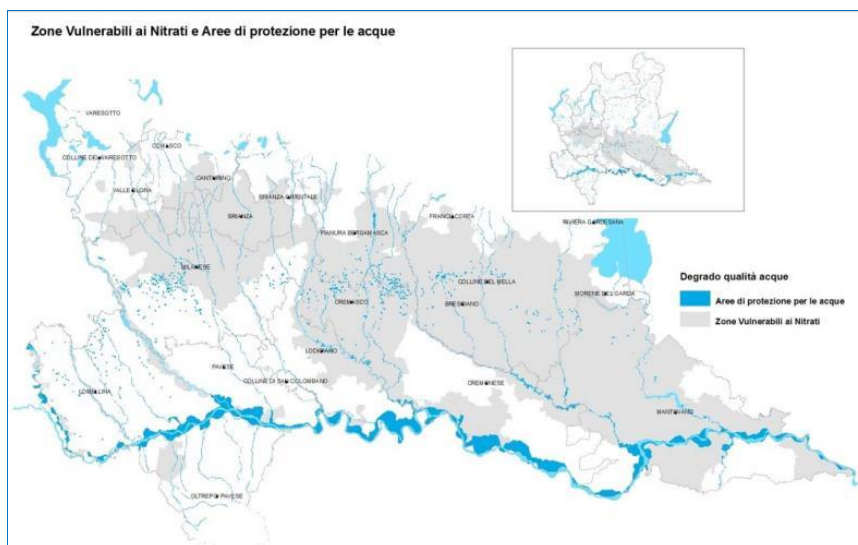 Zone Vulnerabili ai Nitrati e Aree di protezione per le acque
VARESOTTO
COMASCO
COLLINE DEL VARESOTTO
CANTURINO
VALLE OLONA
BRIANZA ORIENTALE
BRIANZA
FRANCIACORTA
RIVIERA GARDESANA
PIANURA BERGAMASCA
MILANESE
Degrado qualità acque
COLLINE DEL MELLA
MORENE DEL GARDA
Aree di protezione per le acque
CREMASCO
BRESCIANO
Zone Vulnerabili ai Nitrati
LODIGIANO
PAVESE
COLLINE DI SAN COLOMBANO
CREMONESE
LOMELLINA
MANTOVANO
OLTREPO PAVESE